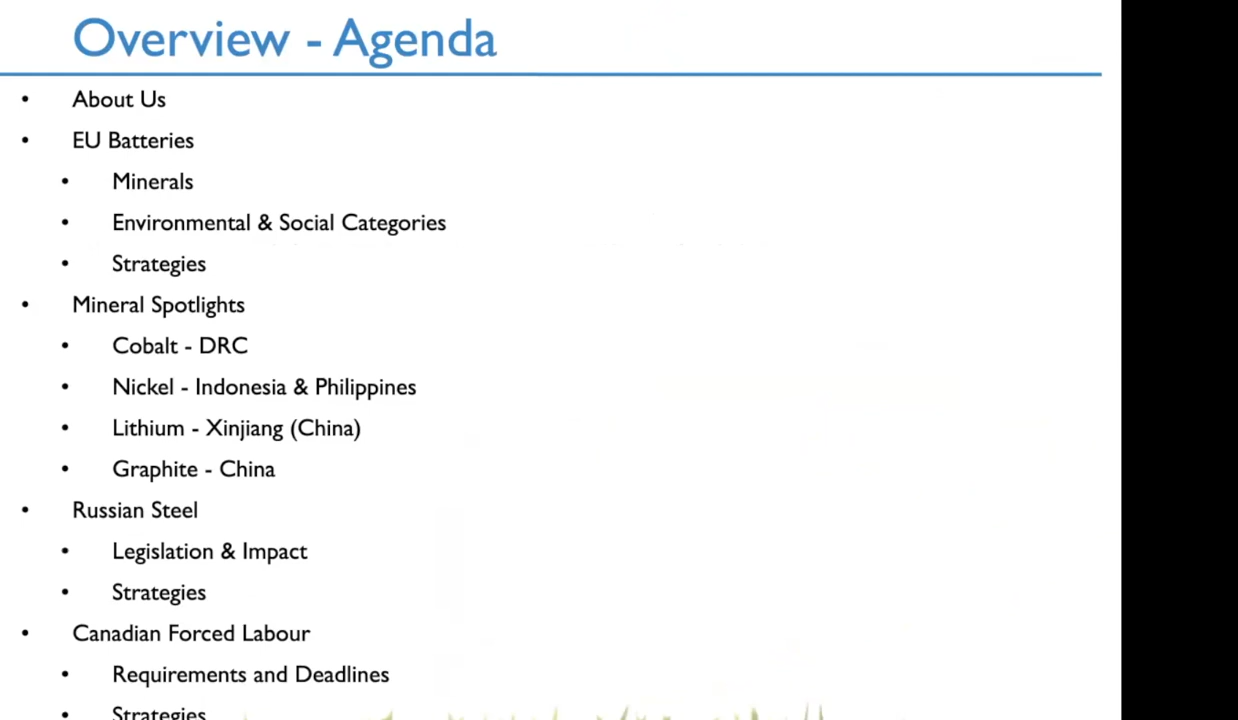 Overview - Agenda
• About Us
• EU Batteries
• Minerals
• Environmental & Social Categories
• Strategies
• Mineral Spotlights
• Cobalt - DRC
• Nickel - Indonesia & Philippines
• Lithium - Xinjiang (China)
• Graphite - China
• Russian Steel
• Legislation & Impact
• Strategies
• Canadian Forced Labour
• Requirements and Deadlines
• Strategies